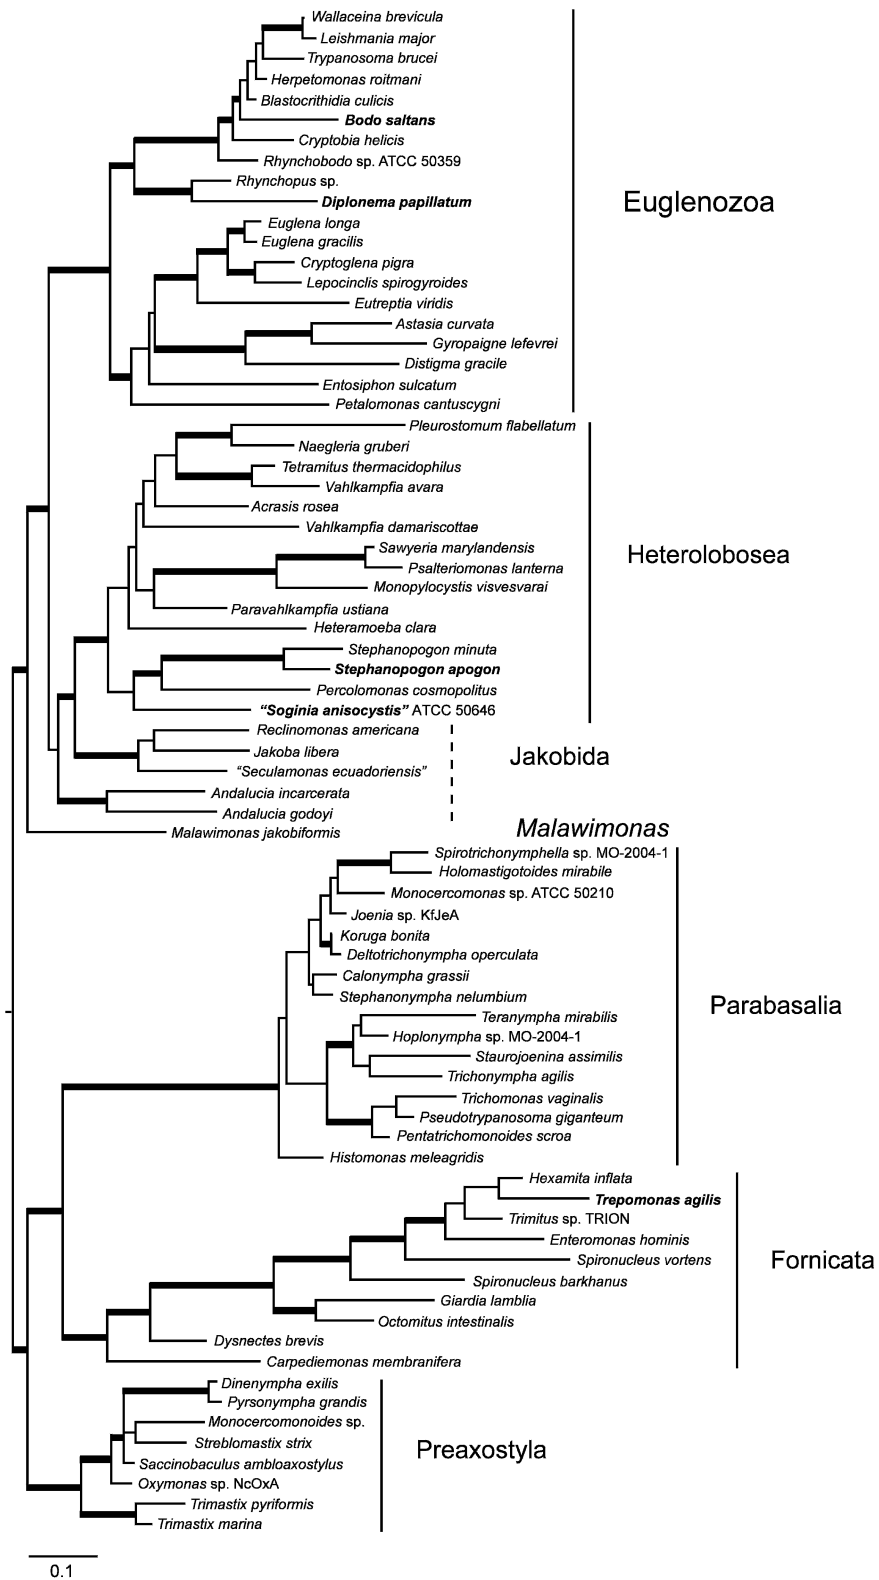 Wallaceina brevicula
Leishmania major
Trypanosoma brucei
Herpetomonas roitmani
Blastocrithidia culicis
Bodo saltans
Cryptobia helicis
Rhynchobodo sp. ATCC 50359
Rhynchopus sp.
Diplonema papillatum
Euglenozoa
Euglena longa
Euglena gracilis
Cryptoglena pigra
Lepocinclis spirogyroides
Eutreptia viridis
Astasia curvata
Gyropaigne lefevrei
Distigma gracile
Entosiphon sulcatum
Petalomonas cantuscygni
Pleurostomum flabellatum
Naegleria gruberi
Tetramitus thermacidophilus
Vahlkampfia avara
Acrasis rosea
Vahlkampfia damariscottae
Sawyeria marylandensis
Heterolobosea
Psalteriomonas lanterna
Monopylocystis visvesvarai
Paravahlkampfia ustiana
Heteramoeba clara
Stephanopogon minuta
Stephanopogon apogon
Percolomonas cosmopolitus
“Soginia anisocystis” ATCC 50646
Reclinomonas americana
Jakoba libera
Jakobida
“Seculamonas ecuadoriensis”
Andalucia incarcerata
Andalucia godoyi
Malawimonas
Malawimonas jakobiformis
Spirotrichonymphella sp. MO-2004-1
Holomastigotoides mirabile
Monocercomonas sp. ATCC 50210
Joenia sp. KfJeA
Koruga bonita
Deltotrichonympha operculata
Calonympha grassii
Stephanonympha nelumbium
Parabasalia
Teranympha mirabilis
Hoplonympha sp. MO-2004-1
Staurojoenina assimilis
Trichonympha agilis
Trichomonas vaginalis
Pseudotrypanosoma giganteum
Pentatrichomonoides scroa
Histomonas meleagridis
Hexamita inflata
Trepomonas agilis
Trimitus sp. TRION
Enteromonas hominis
Spironucleus vortens
Fornicata
Spironucleus barkhanus
Giardia lamblia
Octomitus intestinalis
Dysnectes brevis
Carpediemonas membranifera
Dinenympha exilis
Pyrsonympha grandis
Monocercomonoides sp.
Streblomastix strix
Preaxostyla
Saccinobaculus ambloaxostylus
Oxymonas sp. NcOxA
Trimastix pyriformis
Trimastix marina
0.1